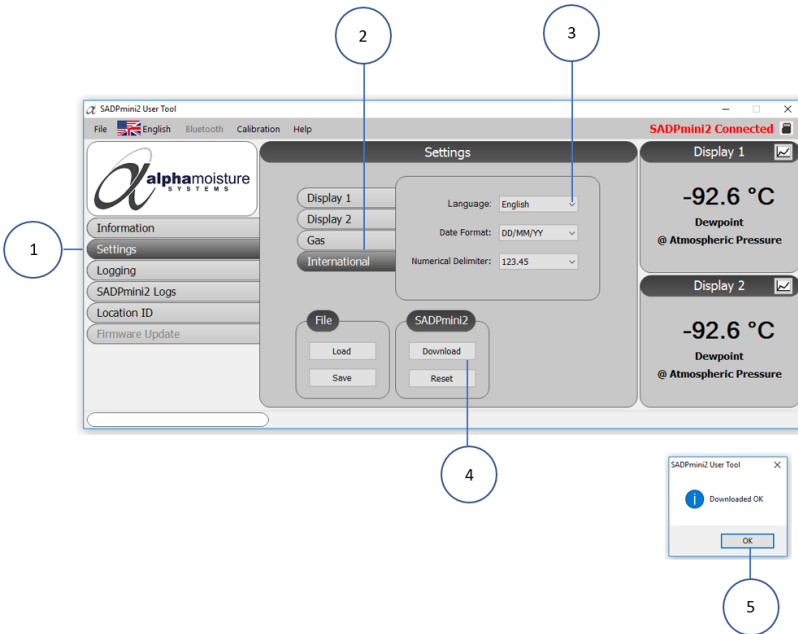 2
3
SADPmini2 User Tool
File English Bluetooth Calibration Help
SADPmini2 Connected
alphamoisture
SYSTEMS
1
Information
Settings
Logging
SADPmini2 Logs
Location ID
Firmware Update
Settings
Display 1
Display 2
Gas
International
Language: English
Date Format: DD/MM/YY
Numerical Delimiter: 123.45
File
Load
Save
SADPmini2
Download
Reset
Display 1
-92.6 °C
Dewpoint
@ Atmospheric Pressure
Display 2
-92.6 °C
Dewpoint
@ Atmospheric Pressure
4
SADPmini2 User Tool
Downloaded OK
OK
5